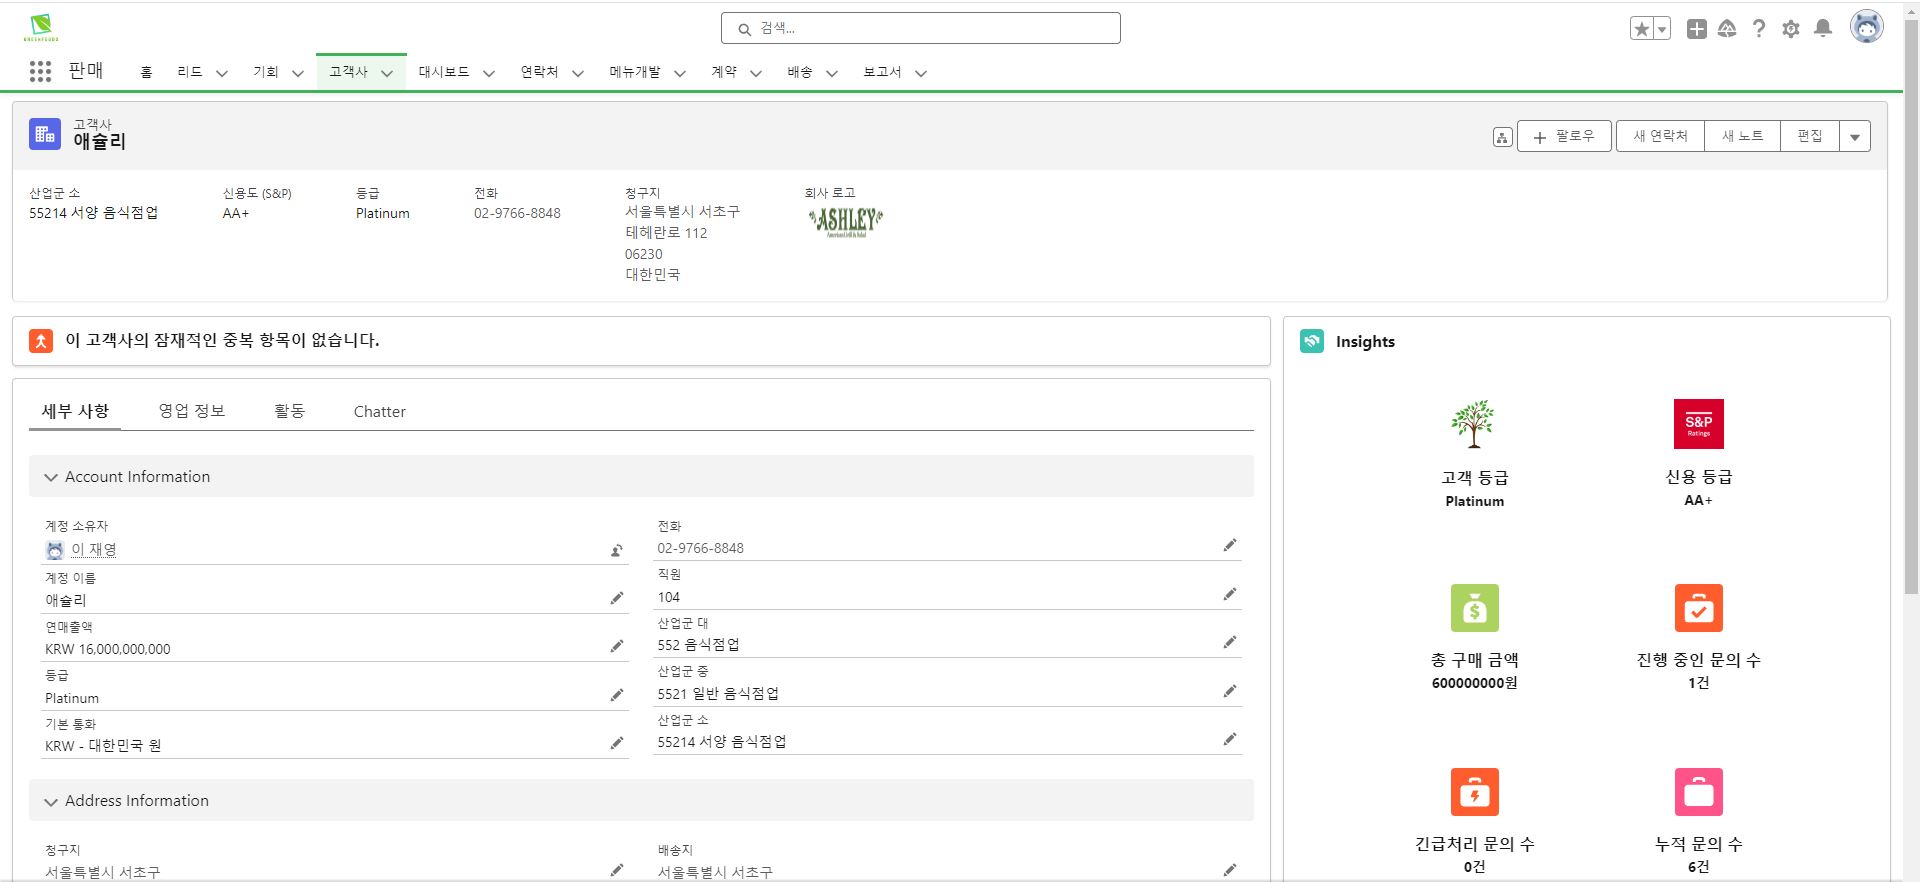 GREENFOODS
검색...
판매
홈
리드
기회
고객사
대시보드
연락처
메뉴개발
계약
배송
보고서
고객사
애슐리
팔로우
새 연락처
새 노트
편집
산업군 소
55214 서양 음식점업
신용도 (S&P)
AA+
등급
Platinum
전화
02-9766-8848
청구지
서울특별시 서초구
테헤란로 112
06230
대한민국
회사 로고
ASHLEY
American Grill & Salad
이 고객사의 잠재적인 중복 항목이 없습니다.
세부 사항
영업 정보
활동
Chatter
Account Information
계정 소유자
이 재영
계정 이름
애슐리
연매출액
KRW 16,000,000,000
등급
Platinum
기본 통화
KRW - 대한민국 원
전화
02-9766-8848
직원
104
산업군 대
552 음식점업
산업군 중
5521 일반 음식점업
산업군 소
55214 서양 음식점업
Address Information
청구지
서울특별시 서초구
배송지
서울특별시 서초구
Insights
고객 등급
Platinum
S&P
Ratings
신용 등급
AA+
총 구매 금액
600000000원
진행 중인 문의 수
1건
긴급처리 문의 수
0건
누적 문의 수
6건